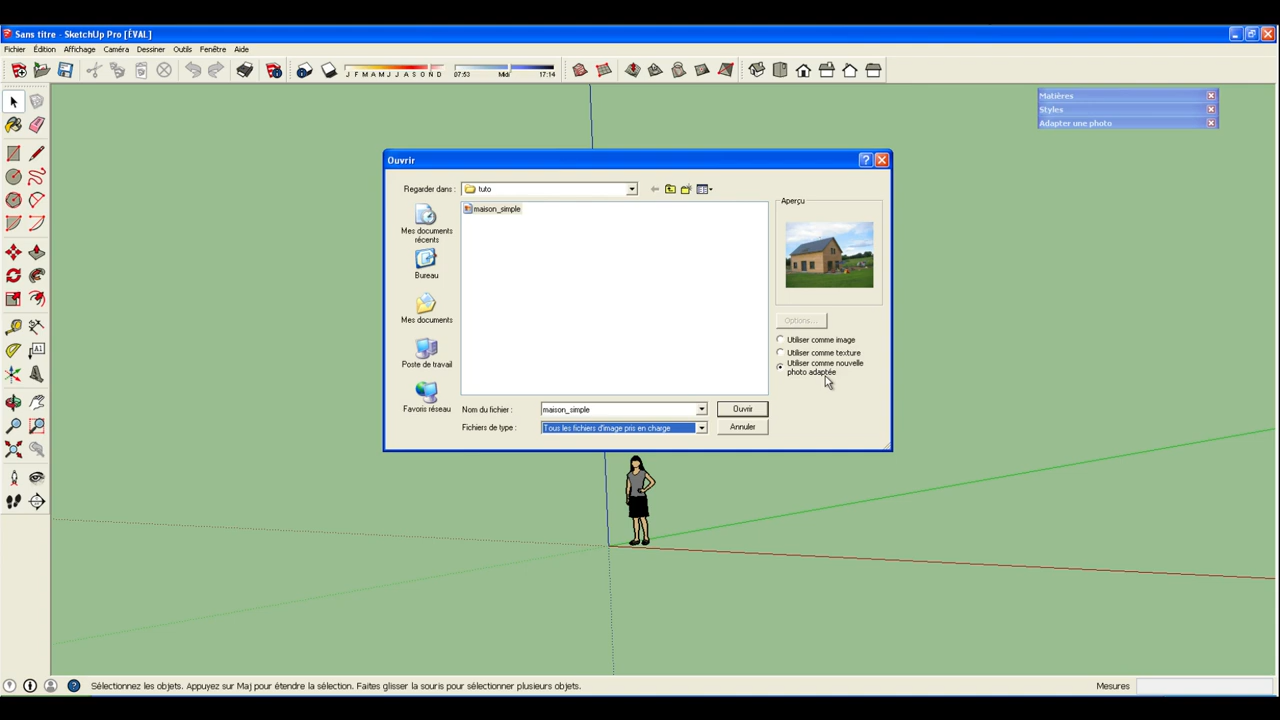 Sans titre - SketchUp Pro [ÉVAL]
Fichier Édition Affichage Caméra Dessiner Outils Fenêtre Aide
J F M A M J J A S O N D 07:53 Midi 17:14
Matières
Styles
Adapter une photo
Ouvrir
Regarder dans : tuto
Aperçu
maison_simple
Mes documents
récents
Bureau
Mes documents
Poste de travail
Favoris réseau
Options...
Utiliser comme image
Utiliser comme texture
Utiliser comme nouvelle
photo adaptée
Nom du fichier : maison_simple Ouvrir
Fichiers de type : Tous les fichiers d'image pris en charge Annuler
A1
Sélectionnez les objets. Appuyez sur Maj pour étendre la sélection. Faites glisser la souris pour sélectionner plusieurs objets. Mesures